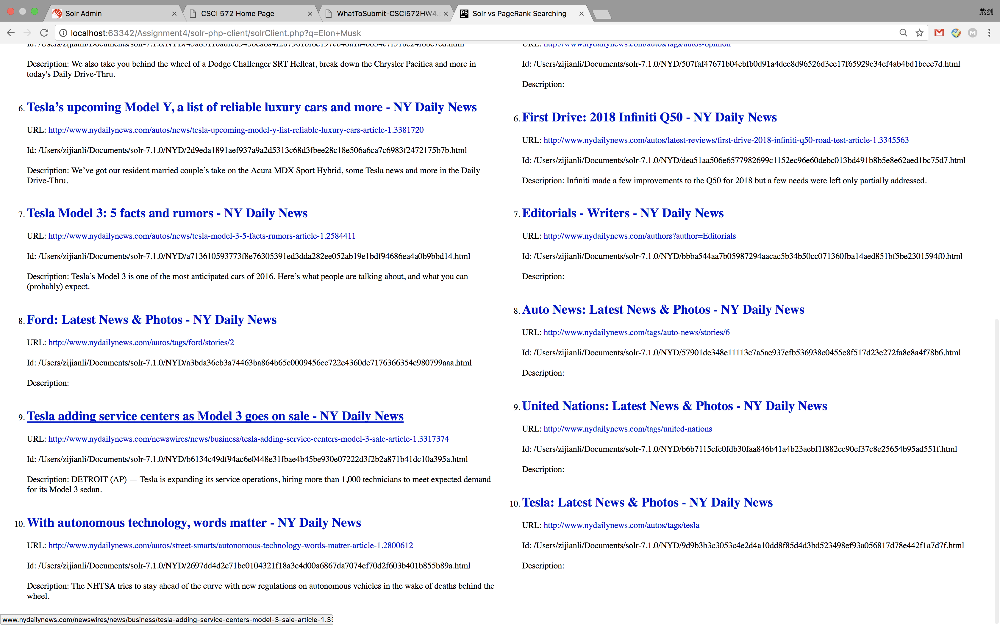 Solr Admin
CSCI 572 Home Page
WhatToSubmit-CSCI572HW4.
Solr vs PageRank Searching
紫剑
localhost:63342/Assignment4/solr-php-client/solrClient.php?q=Elon+Musk
Description: We also take you behind the wheel of a Dodge Challenger SRT Hellcat, break down the Chrysler Pacifica and more in
today's Daily Drive-Thru.
6. Tesla’s upcoming Model Y, a list of reliable luxury cars and more - NY Daily News
URL: http://www.nydailynews.com/autos/news/tesla-upcoming-model-y-list-reliable-luxury-cars-article-1.3381720
Id: /Users/zijianli/Documents/solr-7.1.0/NYD/2d9eda1891aef937a9a2d5313c68d3fbee28c18e506a6ca7c6983f2472175b7b.html
Description: We’ve got our resident married couple’s take on the Acura MDX Sport Hybrid, some Tesla news and more in the Daily
Drive-Thru.
7. Tesla Model 3: 5 facts and rumors - NY Daily News
URL: http://www.nydailynews.com/autos/news/tesla-model-3-5-facts-rumors-article-1.2584411
Id: /Users/zijianli/Documents/solr-7.1.0/NYD/a713610593773f8e76305391ed3dda282ee052ab19e1bdf94686ea4a0b9bbd14.html
Description: Tesla’s Model 3 is one of the most anticipated cars of 2016. Here’s what people are talking about, and what you can
(probably) expect.
8. Ford: Latest News & Photos - NY Daily News
URL: http://www.nydailynews.com/autos/tags/ford/stories/2
Id: /Users/zijianli/Documents/solr-7.1.0/NYD/a3bda36cb3a74463ba864b65c0009456ec722e4360de7176366354c980799aaa.html
Description:
9. Tesla adding service centers as Model 3 goes on sale - NY Daily News
URL: http://www.nydailynews.com/newswires/news/business/tesla-adding-service-centers-model-3-sale-article-1.3317374
Id: /Users/zijianli/Documents/solr-7.1.0/NYD/b6134c49df94ac6e0448e31fbae4b45be930e07222d3f2b2a871b41dc10a395a.html
Description: DETROIT (AP) — Tesla is expanding its service operations, hiring more than 1,000 technicians to meet expected demand
for its Model 3 sedan.
10. With autonomous technology, words matter - NY Daily News
URL: http://www.nydailynews.com/autos/street-smarts/autonomous-technology-words-matter-article-1.2800612
Id: /Users/zijianli/Documents/solr-7.1.0/NYD/2697dd4d2c71bc0104321f18a3c4d00a6867da7074ef70d2f603b401b855b89a.html
Description: The NHTSA tries to stay ahead of the curve with new regulations on autonomous vehicles in the wake of deaths behind the
wheel.
URL: http://www.nydailynews.com/autos/tags/autos-opinion
Id: /Users/zijianli/Documents/solr-7.1.0/NYD/507faf47671b04ebfb0d91a4dee8d96526d3ce17f65929e34ef4ab4bd1bcec7d.html
Description:
6. First Drive: 2018 Infiniti Q50 - NY Daily News
URL: http://www.nydailynews.com/autos/latest-reviews/first-drive-2018-infiniti-q50-road-test-article-1.3345563
Id: /Users/zijianli/Documents/solr-7.1.0/NYD/dea51aa506e6577982699c1152ec96e60debc013bd491b8b5e8e62aed1bc75d7.html
Description: Infiniti made a few improvements to the Q50 for 2018 but a few needs were left only partially addressed.
7. Editorials - Writers - NY Daily News
URL: http://www.nydailynews.com/authors?author=Editorials
Id: /Users/zijianli/Documents/solr-7.1.0/NYD/bbba544aa7b05987294aacac5b34b50cc071360fba14aed851bf5be2301594f0.html
Description:
8. Auto News: Latest News & Photos - NY Daily News
URL: http://www.nydailynews.com/tags/auto-news/stories/6
Id: /Users/zijianli/Documents/solr-7.1.0/NYD/57901de348e11113c7a5ae937efb536938c0455e8f517d23e272fa8e8a4f78b6.html
Description:
9. United Nations: Latest News & Photos - NY Daily News
URL: http://www.nydailynews.com/tags/united-nations
Id: /Users/zijianli/Documents/solr-7.1.0/NYD/b6b7115cfc0fdb30faa846b41a4b23aebf1f882cc90cf37c8e25654b95ad551f.html
Description:
10. Tesla: Latest News & Photos - NY Daily News
URL: http://www.nydailynews.com/autos/tags/tesla
Id: /Users/zijianli/Documents/solr-7.1.0/NYD/9d9b3b3c3053c4e2d4a10dd8f85d4d3bd523498ef93a056817d78e442f1a7d7f.html
Description:
www.nydailynews.com/newswires/news/business/tesla-adding-service-centers-model-3-sale-article-1.33